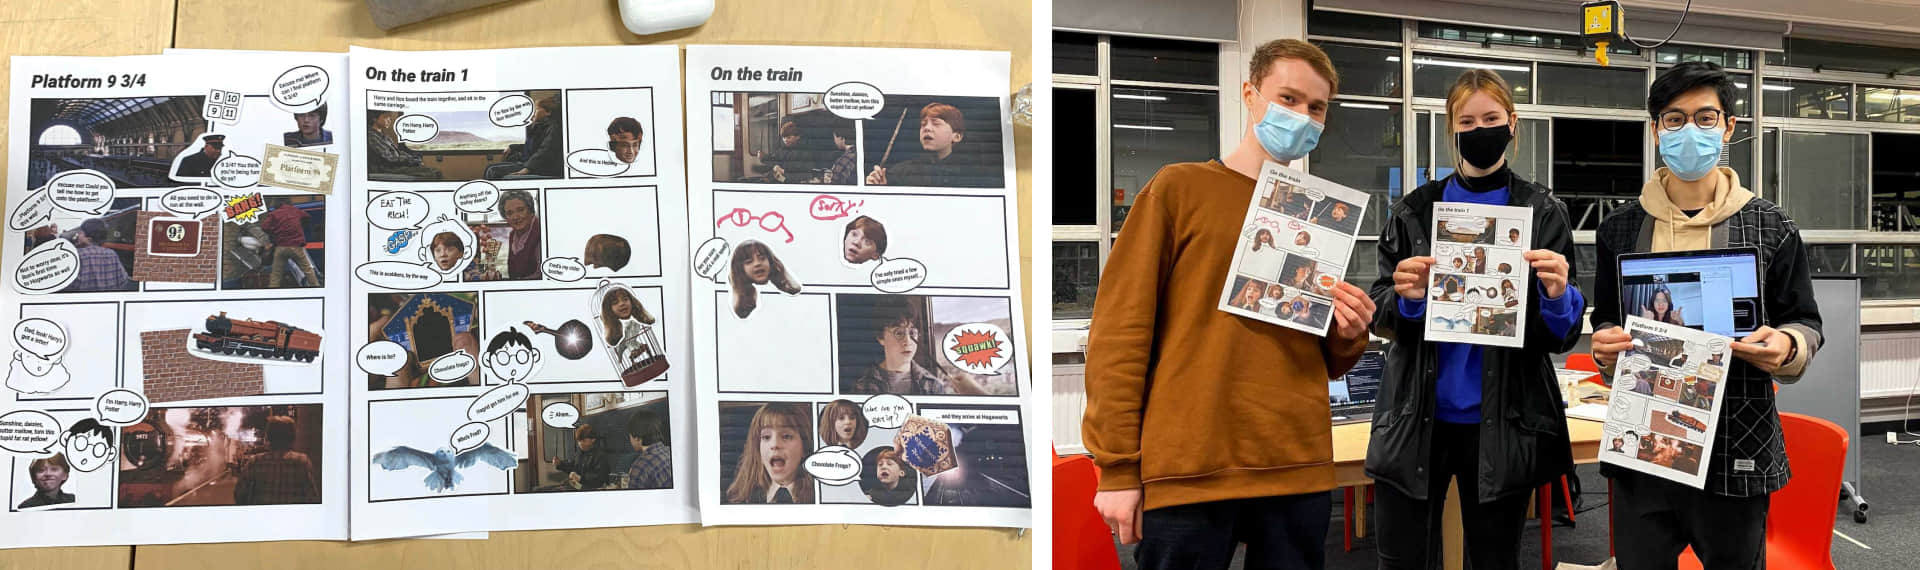 Platform 9 3/4
Excuse me! Where
can I find platform
9 3/4?
8 10
9 11
9 3/4? You think
you're being funny
do ya?
Platform 9¾
excuse me! Could you
tell me how to get
onto the platform?..
..Platform 9 3/4
this way!
All you need to do is
run at the wall.
BANG!
9¾
Not to worry dear, it's
Ron's first time
to Hogwarts as well
Dad, look! Harry's
got a letter!
I'm Harry, Harry
Potter
Sunshine, daisies,
butter mellow, turn this
stupid fat rat yellow!
5972
On the train 1
Harry and Ron board the train together, and sit in the
same carriage...
I'm Harry, Harry
Potter
I'm Ron by the way,
Ron Weasley
And this is
EAT THE
RICH!
Anything off the
trolley dears?
GASP!
This is scabbers, by the way
Fred's my older
brother
Where is he?
Chocolate frogs?
Hagrid got him for me
Who's Fred?
Ahem...
On the train
Sunshine, daisies,
butter mellow, turn this
stupid fat rat yellow!
Sorry!
Are you sure
that's a real spell?
I've only tried a few
simple ones myself...
SQUAWK!
What are you
eating?
Chocolate Frogs?
... and they arrive at Hogwarts
On the train
On the train 1
Platform 9 3/4